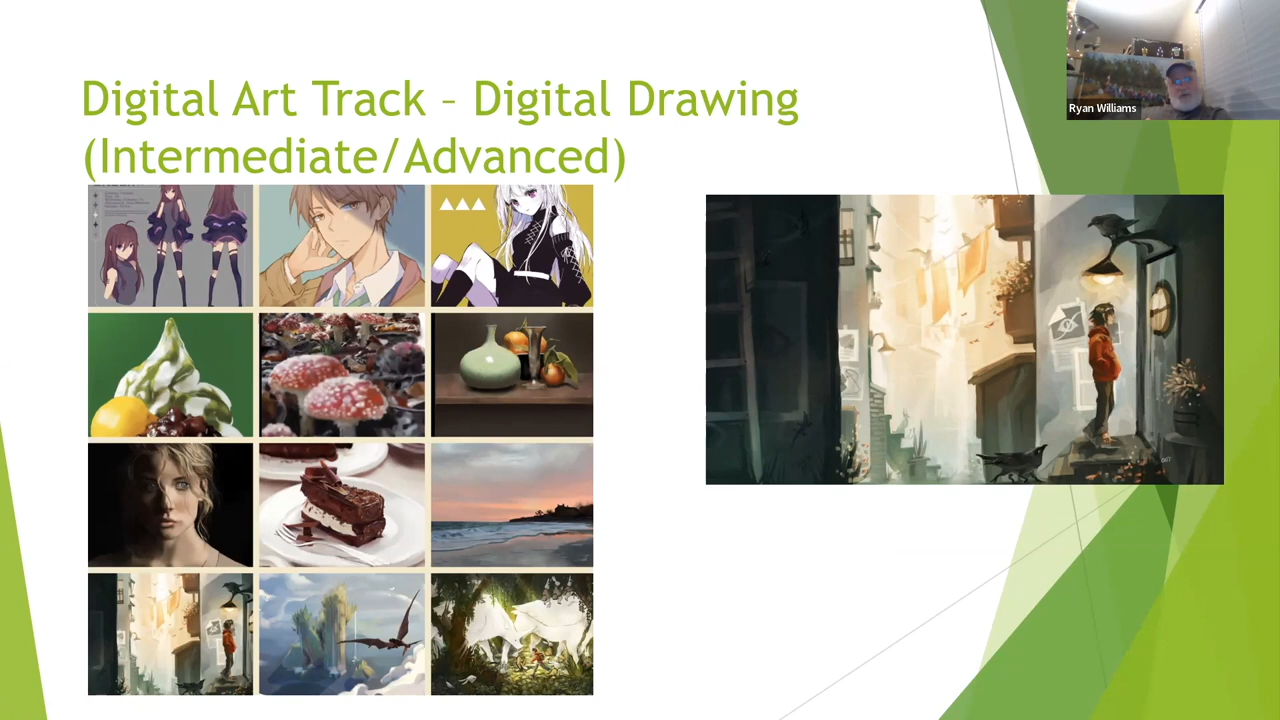 Digital Art Track – Digital Drawing
(Intermediate/Advanced)
Ryan Williams